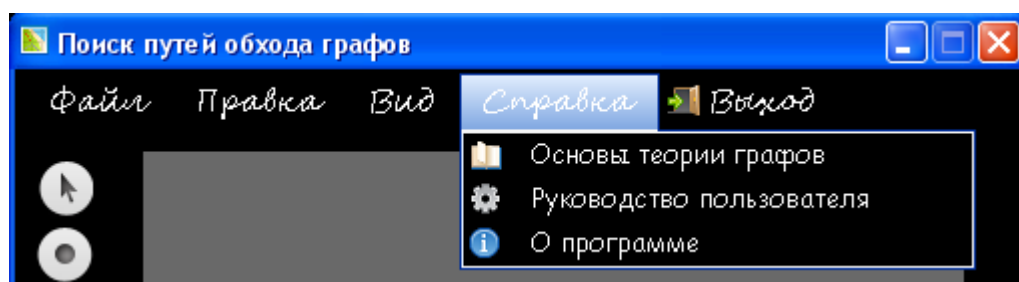 Поиск путей обхода графов
Файл Правка Вид Справка Выход
Основы теории графов
Руководство пользователя
О программе